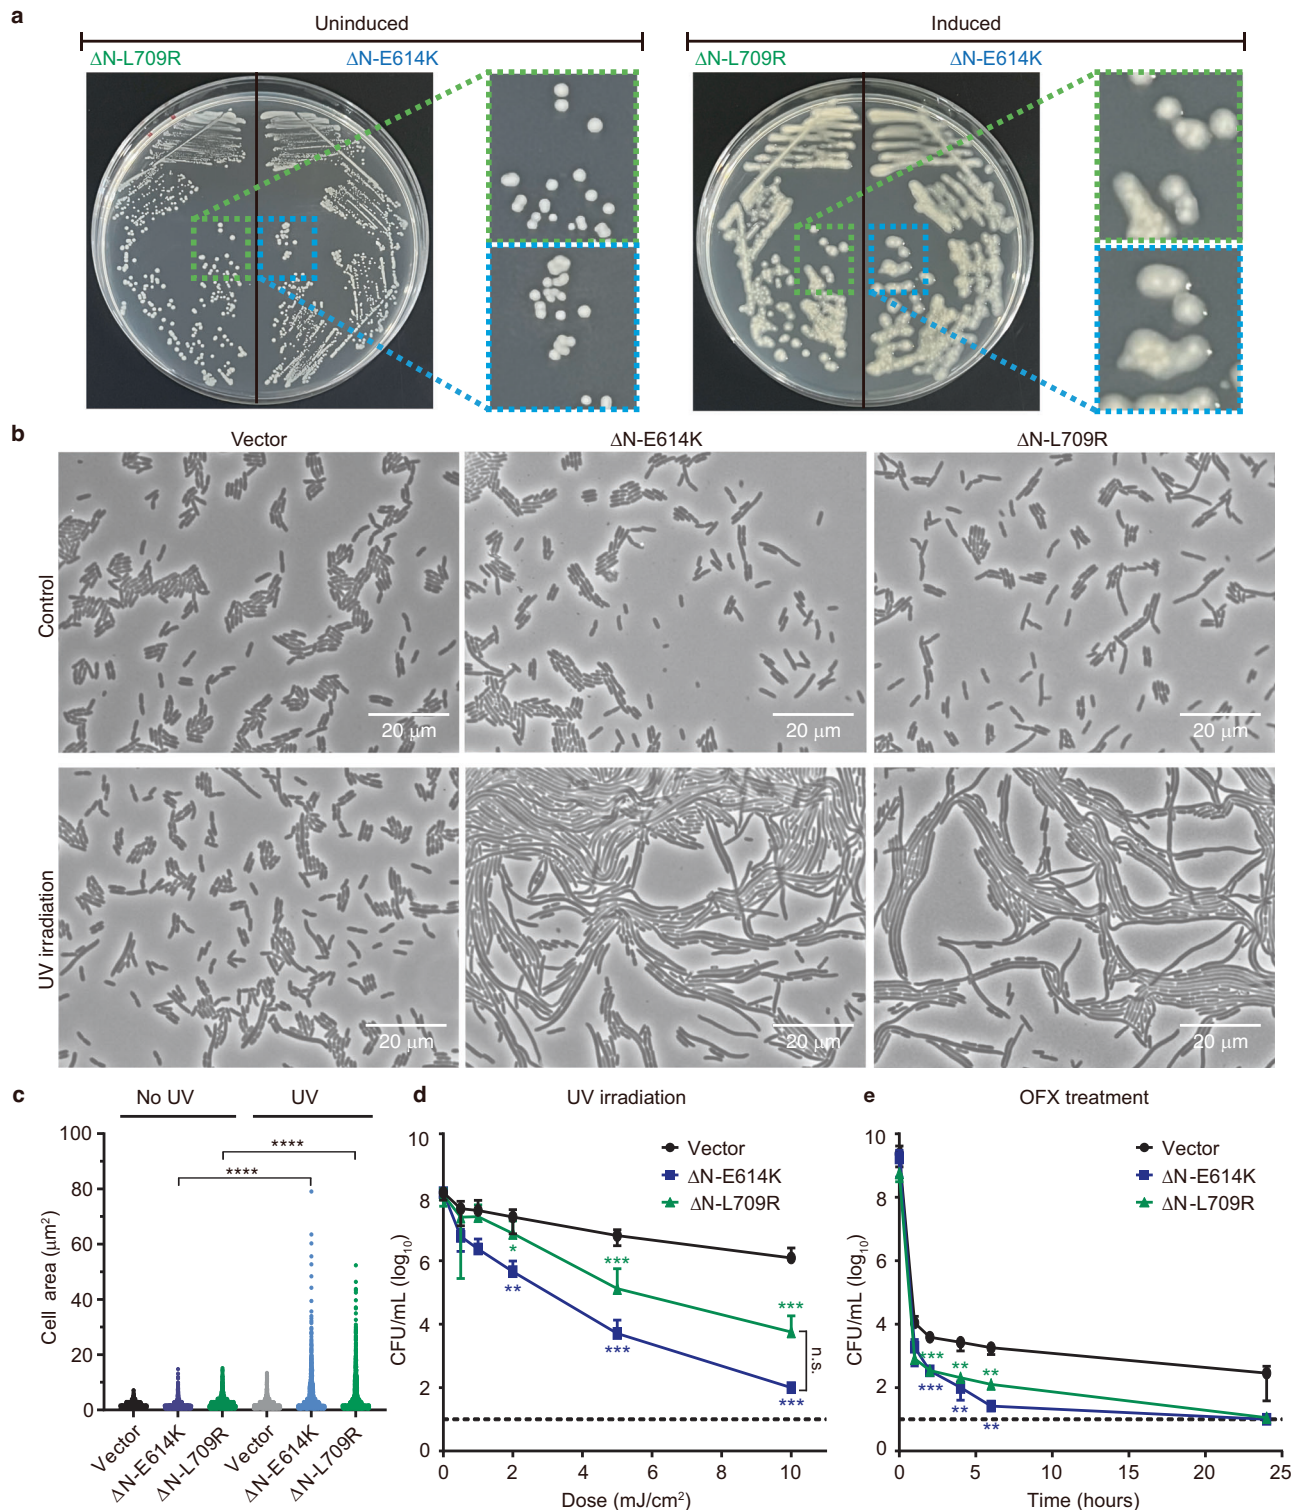 a
Uninduced
Induced
ΔN-L709R
ΔN-E614K
ΔN-L709R
ΔN-E614K
b
Vector
ΔN-E614K
ΔN-L709R
Control
20 μm
20 μm
20 μm
UV irradiation
20 μm
20 μm
20 μm
c
No UV
UV
****
****
100
80
60
40
20
0
Cell area (μm²)
Vector
ΔN-E614K
ΔN-L709R
Vector
ΔN-E614K
ΔN-L709R
d
UV irradiation
Vector
ΔN-E614K
ΔN-L709R
10
8
6
4
2
0
CFU/mL (log₁₀)
*
**
***
***
***
***
n.s.
0
2
4
6
8
10
Dose (mJ/cm²)
e
OFX treatment
Vector
ΔN-E614K
ΔN-L709R
10
8
6
4
2
0
CFU/mL (log₁₀)
***
**
**
***
**
**
0
5
10
15
20
25
Time (hours)